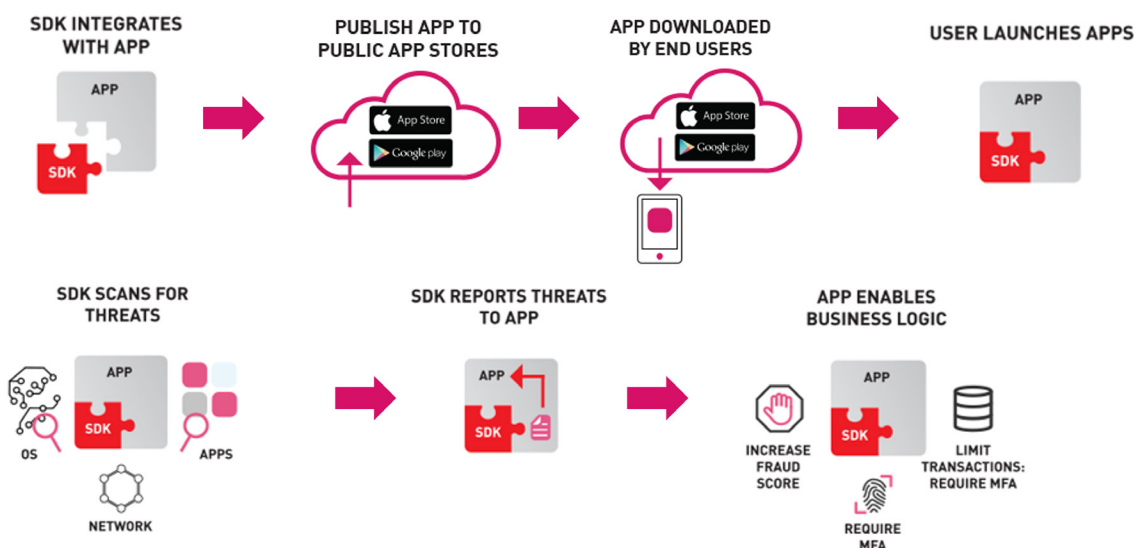 SDK INTEGRATES
WITH APP
APP
SDK
PUBLISH APP TO
PUBLIC APP STORES
App Store
Google play
APP DOWNLOADED
BY END USERS
App Store
Google play
USER LAUNCHES APPS
APP
SDK
SDK SCANS FOR
THREATS
APP
SDK
OS
APPS
NETWORK
SDK REPORTS THREATS
TO APP
APP
SDK
APP ENABLES
BUSINESS LOGIC
APP
SDK
INCREASE
FRAUD
SCORE
LIMIT
TRANSACTIONS:
REQUIRE MFA
REQUIRE
MFA